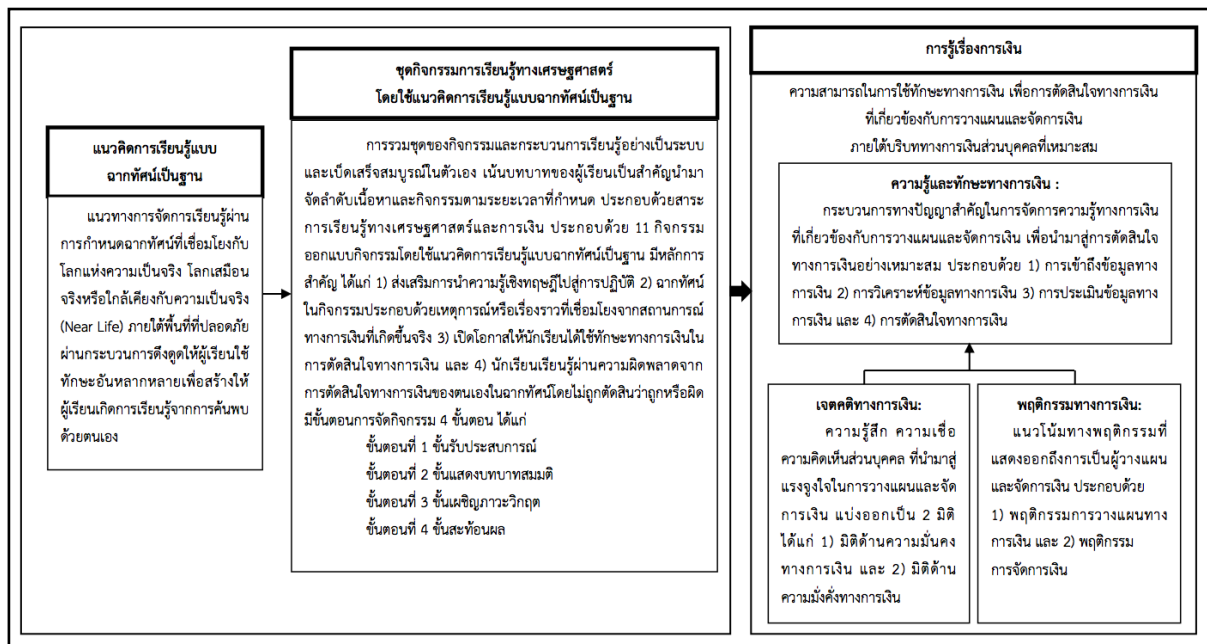 แนวคิดการเรียนรู้แบบ
ฉากทัศน์เป็นฐาน
แนวทางการจัดการเรียนรู้ผ่าน
การกำหนดฉากทัศน์ที่เชื่อมโยงกับ
โลกแห่งความเป็นจริง โลกเสมือน
จริงหรือใกล้เคียงกับความเป็นจริง
(Near Life) ภายใต้พื้นที่ที่ปลอดภัย
ผ่านกระบวนการดึงดูดให้ผู้เรียนใช้
ทักษะอันหลากหลายเพื่อสร้างให้
ผู้เรียนเกิดการเรียนรู้จากการค้นพบ
ด้วยตนเอง
ชุดกิจกรรมการเรียนรู้ทางเศรษฐศาสตร์
โดยใช้แนวคิดการเรียนรู้แบบฉากทัศน์เป็นฐาน
การรวมชุดของกิจกรรมและกระบวนการเรียนรู้อย่างเป็นระบบ
และเบ็ดเสร็จสมบูรณ์ในตัวเอง เน้นบทบาทของผู้เรียนเป็นสำคัญนำมา
จัดลำดับเนื้อหาและกิจกรรมตามระยะเวลาที่กำหนด ประกอบด้วยสาระ
การเรียนรู้ทางเศรษฐศาสตร์และการเงิน ประกอบด้วย 11 กิจกรรม
ออกแบบกิจกรรมโดยใช้แนวคิดการเรียนรู้แบบฉากทัศน์เป็นฐาน มีหลักการ
สำคัญ ได้แก่ 1) ส่งเสริมการนำความรู้เชิงทฤษฎีไปสู่การปฏิบัติ 2) ฉากทัศน์
ในกิจกรรมประกอบด้วยเหตุการณ์หรือเรื่องราวที่เชื่อมโยงจากสถานการณ์
ทางการเงินที่เกิดขึ้นจริง 3) เปิดโอกาสให้นักเรียนได้ใช้ทักษะทางการเงินใน
การตัดสินใจทางการเงิน และ 4) นักเรียนเรียนรู้ผ่านความผิดพลาดจาก
การตัดสินใจทางการเงินของตนเองในฉากทัศน์โดยไม่ถูกตัดสินว่าถูกหรือผิด
มีขั้นตอนการจัดกิจกรรม 4 ขั้นตอน ได้แก่
ขั้นตอนที่ 1 ขั้นรับประสบการณ์
ขั้นตอนที่ 2 ขั้นแสดงบทบาทสมมติ
ขั้นตอนที่ 3 ขั้นเผชิญภาวะวิกฤต
ขั้นตอนที่ 4 ขั้นสะท้อนผล
การรู้เรื่องการเงิน
ความสามารถในการใช้ทักษะทางการเงิน เพื่อการตัดสินใจทางการเงิน
ที่เกี่ยวข้องกับการวางแผนและจัดการเงิน
ภายใต้บริบททางการเงินส่วนบุคคลที่เหมาะสม
ความรู้และทักษะทางการเงิน :
กระบวนการทางปัญญาสำคัญในการจัดการความรู้ทางการเงิน
ที่เกี่ยวข้องกับการวางแผนและจัดการเงิน เพื่อนำมาสู่การตัดสินใจ
ทางการเงินอย่างเหมาะสม ประกอบด้วย 1) การเข้าถึงข้อมูลทาง
การเงิน 2) การวิเคราะห์ข้อมูลทางการเงิน 3) การประเมินข้อมูลทาง
การเงิน และ 4) การตัดสินใจทางการเงิน
เจตคติทางการเงิน:
ความรู้สึก ความเชื่อ
ความคิดเห็นส่วนบุคคล ที่นำมาสู่
แรงจูงใจในการวางแผนและจัด
การเงิน แบ่งออกเป็น 2 มิติ
ได้แก่ 1) มิติด้านความมั่นคง
ทางการเงิน และ 2) มิติด้าน
ความมั่งคั่งทางการเงิน
พฤติกรรมทางการเงิน:
แนวโน้มทางพฤติกรรมที่
แสดงออกถึงการเป็นผู้วางแผน
และจัดการเงิน ประกอบด้วย
1) พฤติกรรมการวางแผนทาง
การเงิน และ 2) พฤติกรรม
การจัดการเงิน